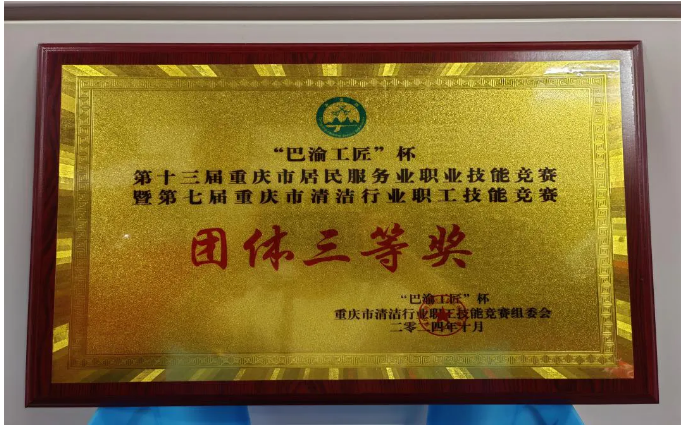 “巴渝工匠”杯
第十三届重庆市居民服务业职业技能竞赛
暨第七届重庆市清洁行业职工技能竞赛
团体三等奖
“巴渝工匠”杯
重庆市清洁行业职工技能竞赛组委会
二零二四年十月